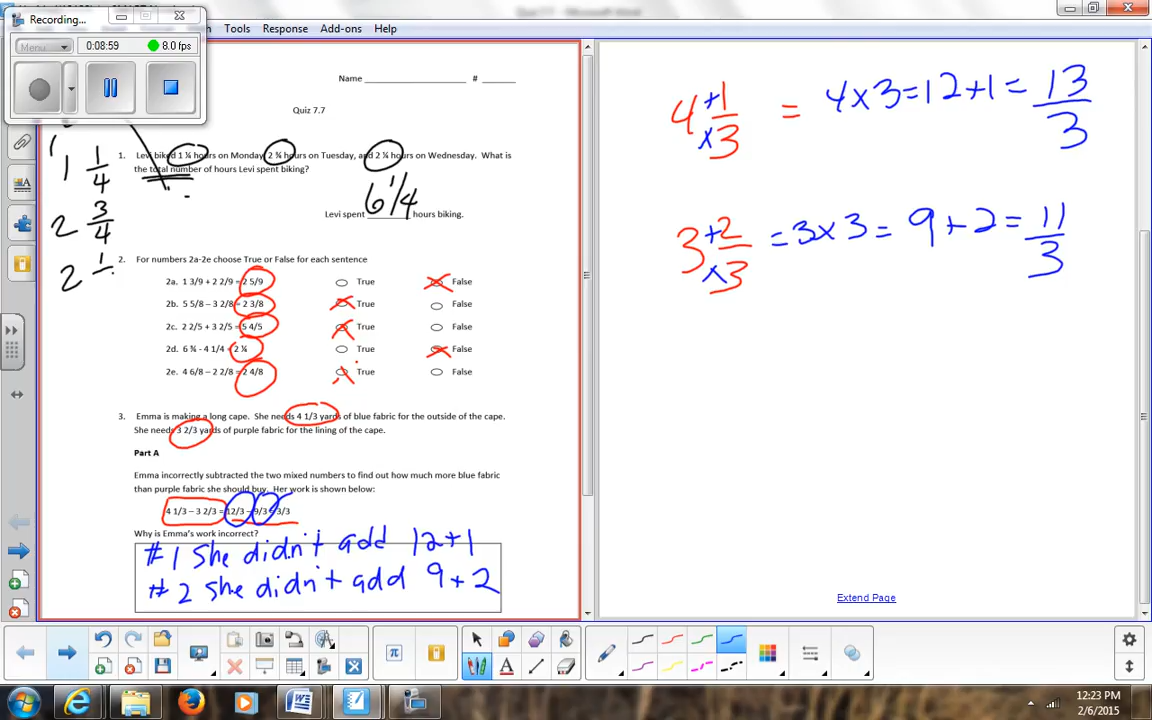 Recording...
Menu
0:08:59
8.0 fps
Tools Response Add-ons Help
Name # 
Quiz 7.7
1. Levi biked 1 ¼ hours on Monday, 2 ¾ hours on Tuesday, and 2 ¼ hours on Wednesday. What is
the total number of hours Levi spent biking?
1
1 1/4
2 3/4
2 1/
6 1/4
Levi spent hours biking.
2. For numbers 2a-2e choose True or False for each sentence
2a. 1 3/9 + 2 2/9 = 2 5/9 True False
2b. 5 5/8 – 3 2/8 = 2 3/8 True False
2c. 2 2/5 + 3 2/5 = 5 4/5 True False
2d. 6 ¾ - 4 1/4 = 2 ¼ True False
2e. 4 6/8 – 2 2/8 = 2 4/8 True False
3. Emma is making a long cape. She needs 4 1/3 yards of blue fabric for the outside of the cape.
She needs 3 2/3 yards of purple fabric for the lining of the cape.
Part A
Emma incorrectly subtracted the two mixed numbers to find out how much more blue fabric
than purple fabric she should buy. Her work is shown below:
4 1/3 – 3 2/3 = 12/3 – 9/3 = 3/3
Why is Emma's work incorrect?
#1 She didn't add 12+1
#2 she didn't add 9+2
4 + 1/3 x = 4x3=12+1= 13/3
3 + 2/3 x = 3x3= 9+2= 11/3
Extend Page
12:23 PM
2/6/2015